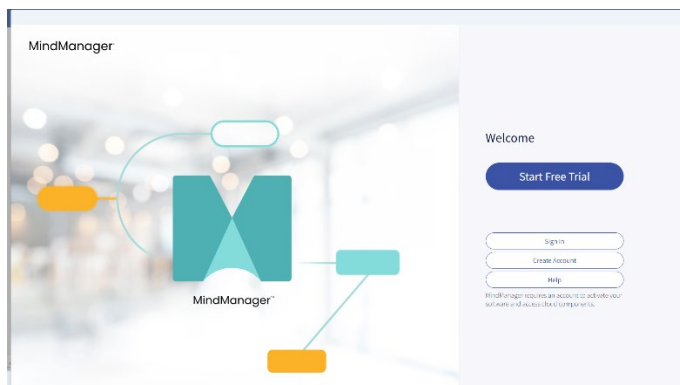 MindManager
Welcome
Start Free Trial
Sign In
Create Account
Help
MindManager requires an account to activate your
software and access cloud components.
MindManager™